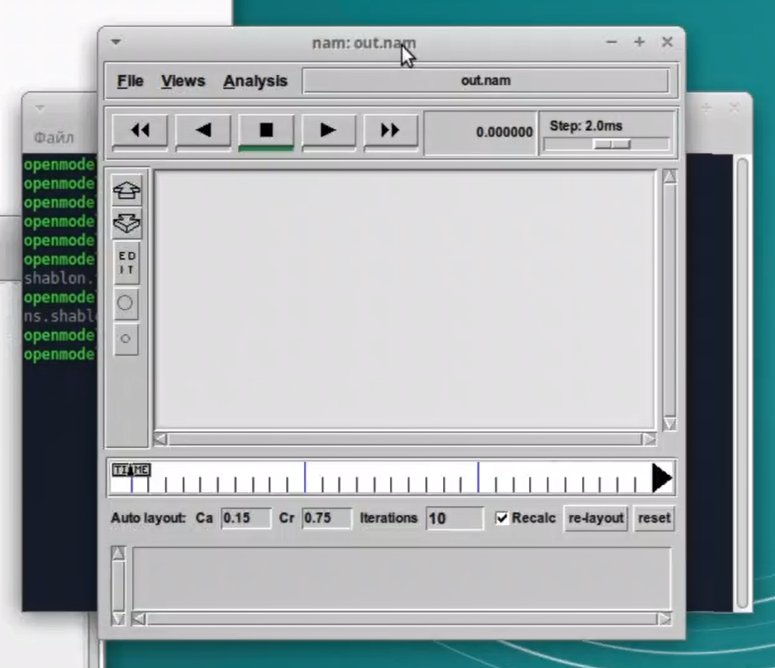 nam: out.nam
File Views Analysis out.nam
0.000000 Step: 2.0ms
Файл
openmode
openmode
openmode
openmode
openmode
openmode
shablon.
openmode
ns.shabl
openmode
openmode
ED
IT
TIME
Auto layout: Ca 0.15 Cr 0.75 Iterations 10 Recalc re-layout reset